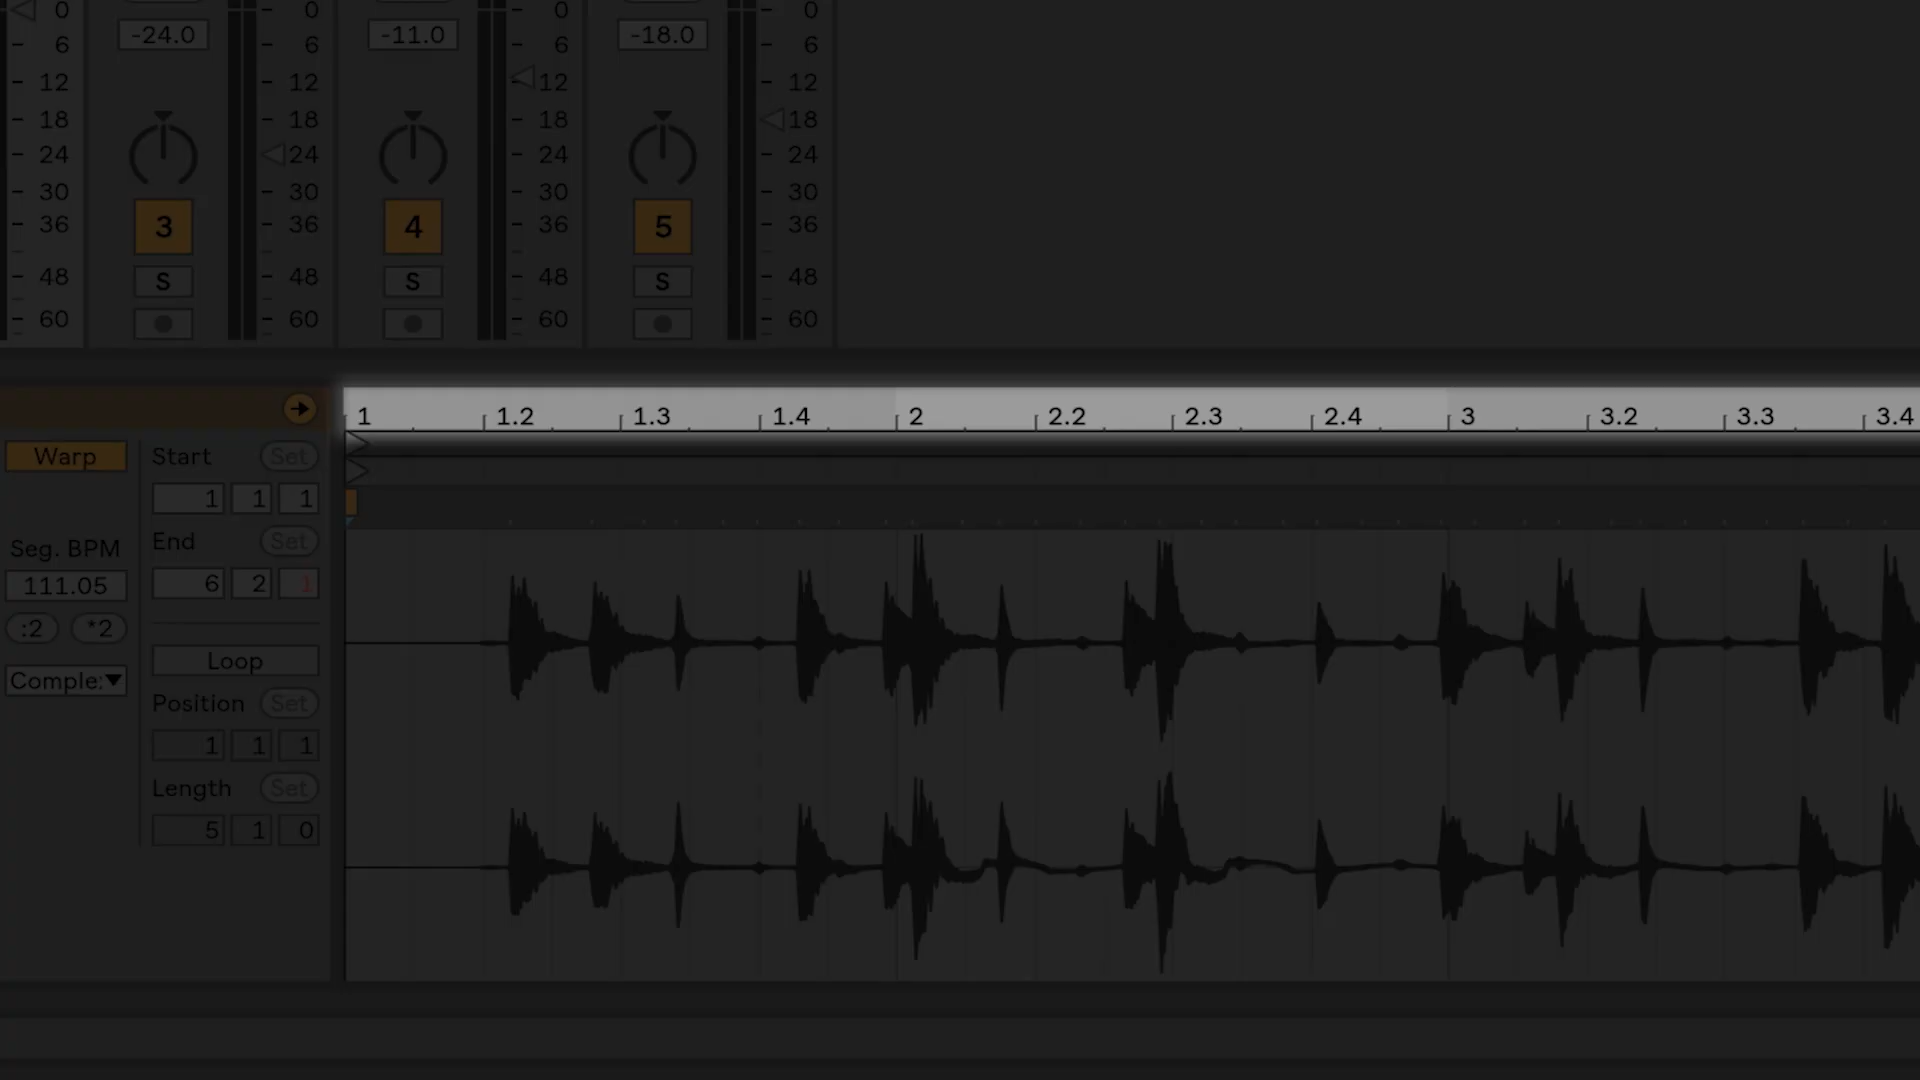 0 0 0 0
-24.0 -11.0 -18.0
6 6 6 6
12 12 12 12
18 18 18 18
24 24 24 24
30 30 30 30
3 4 5
36 36 36 36
S S S
48 48 48 48
60 60 60 60
1 1.2 1.3 1.4 2 2.2 2.3 2.4 3 3.2 3.3 3.4
Warp
Start Set
1 1 1
End Set
Seg. BPM
6 2 1
111.05
:2 *2
Loop
Comple:
Position Set
1 1 1
Length Set
5 1 0